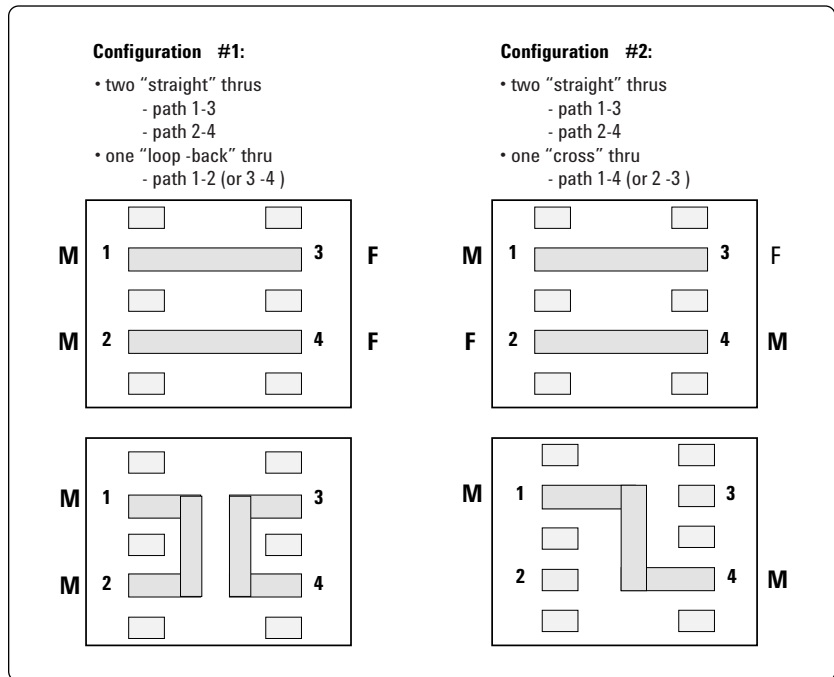 Configuration #1:
• two “straight” thrus
- path 1-3
- path 2-4
• one “loop -back” thru
- path 1-2 (or 3 -4 )
M 1 3 F
M 2 4 F
M 1 3
M 2 4
Configuration #2:
• two “straight” thrus
- path 1-3
- path 2-4
• one “cross” thru
- path 1-4 (or 2 -3 )
M 1 3 F
F 2 4 M
M 1 3
2 4 M